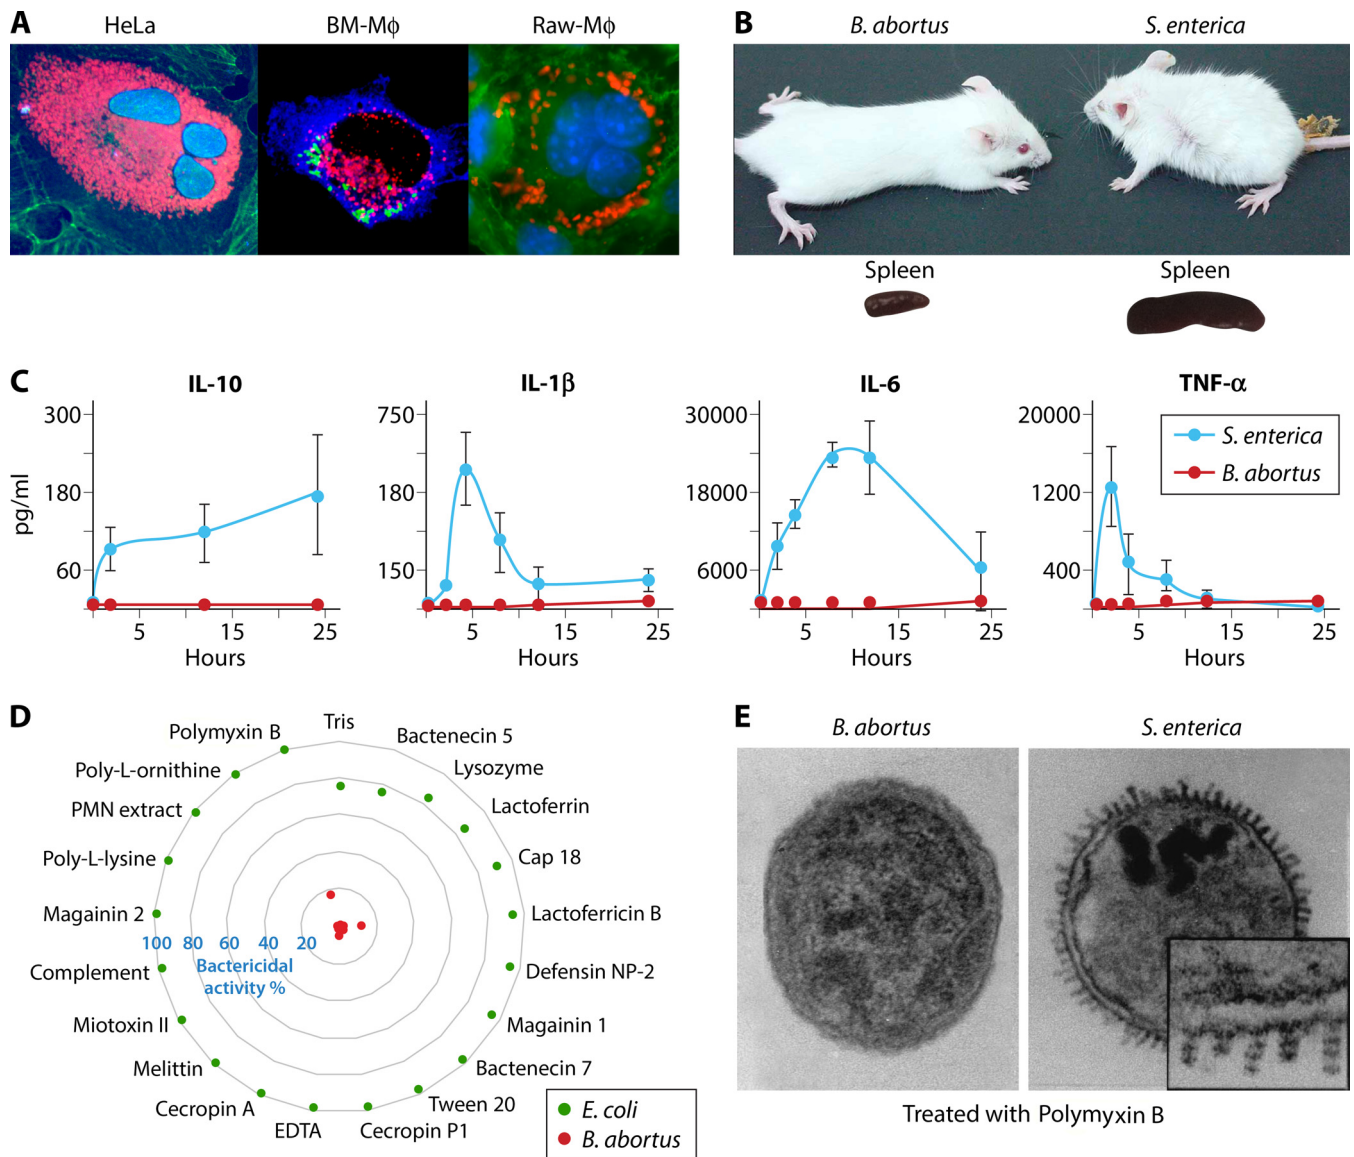 A
HeLa
BM-Mϕ
Raw-Mϕ
B
B. abortus
S. enterica
Spleen
Spleen
C
IL-10
IL-1β
IL-6
TNF-α
pg/ml
300
180
60
5
15
25
Hours
750
180
150
5
15
25
Hours
30000
18000
6000
5
15
25
Hours
20000
1200
400
5
15
25
Hours
S. enterica
B. abortus
D
Tris
Bactenecin 5
Lysozyme
Lactoferrin
Cap 18
Lactoferricin B
Defensin NP-2
Magainin 1
Bactenecin 7
Tween 20
Cecropin P1
EDTA
Cecropin A
Melittin
Miotoxin II
Complement
Magainin 2
Poly-L-lysine
PMN extract
Poly-L-ornithine
Polymyxin B
100 80 60 40 20
Bactericidal
activity %
E. coli
B. abortus
E
B. abortus
S. enterica
Treated with Polymyxin B